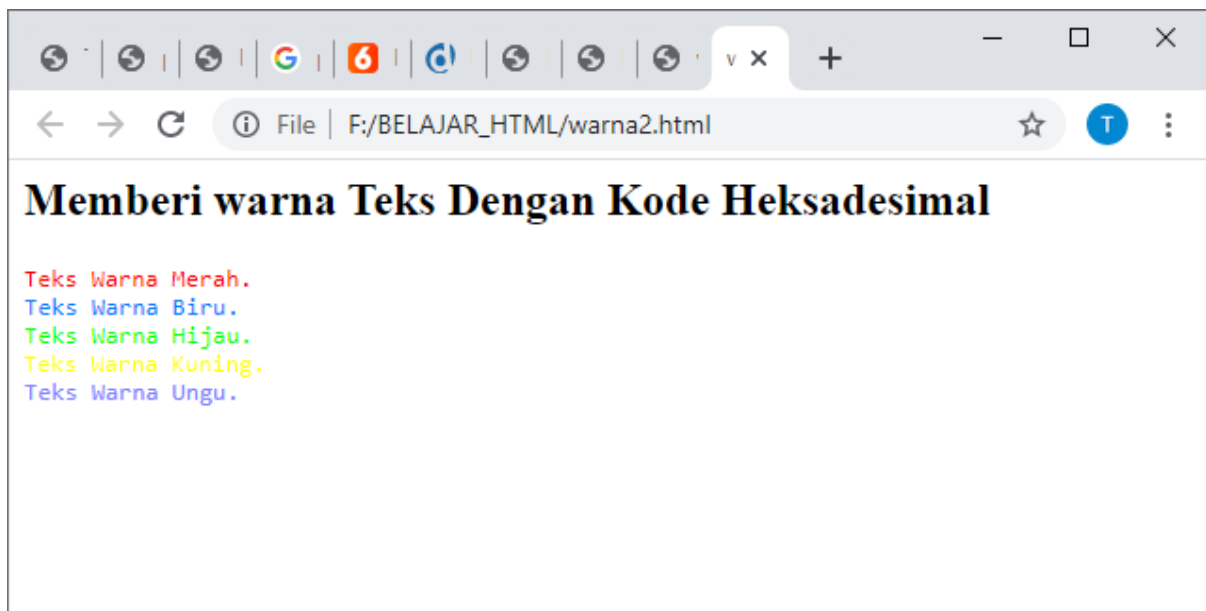 File F:/BELAJAR_HTML/warna2.html
T
Memberi warna Teks Dengan Kode Heksadesimal
Teks Warna Merah.
Teks Warna Biru.
Teks Warna Hijau.
Teks Warna Kuning.
Teks Warna Ungu.